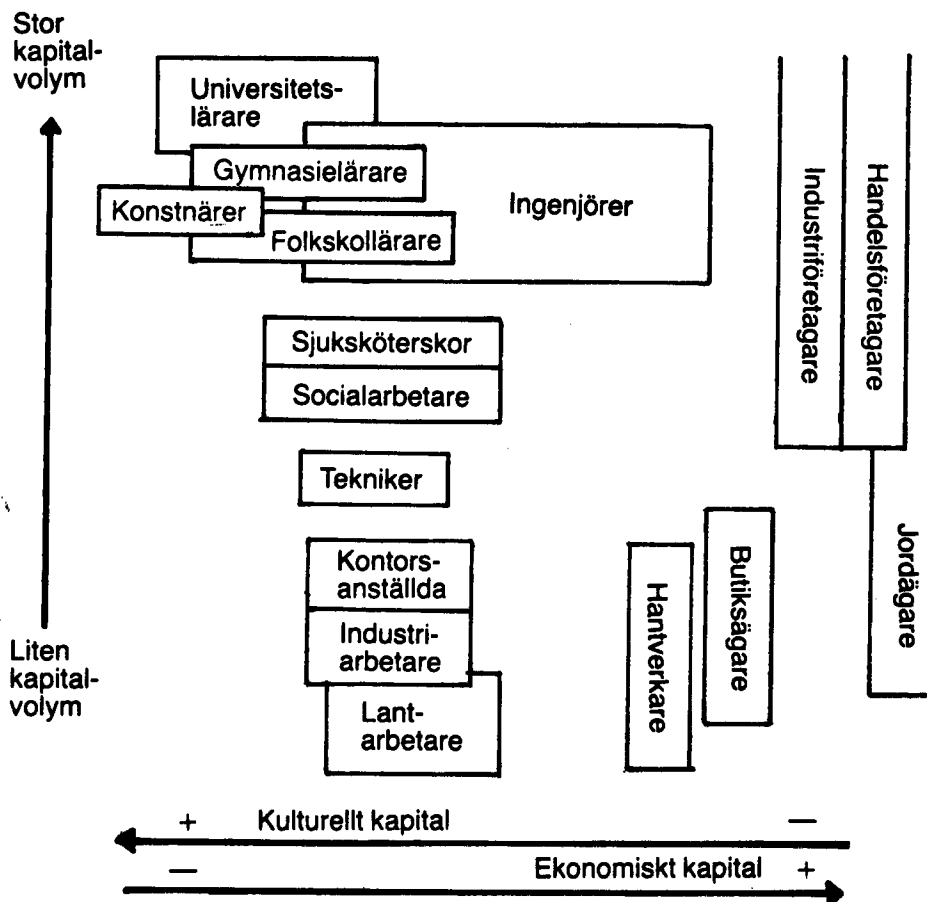 Stor
kapital-
volym
Universitets-
lärare
Gymnasielärare
Konstnärer
Folkskollärare
Ingenjörer
Industriföretagare
Handelsföretagare
Sjuksköterskor
Socialarbetare
Tekniker
Kontors-
anställda
Industri-
arbetare
Lant-
arbetare
Hantverkare
Butiksägare
Jordägare
Liten
kapital-
volym
+ Kulturellt kapital —
— Ekonomiskt kapital +